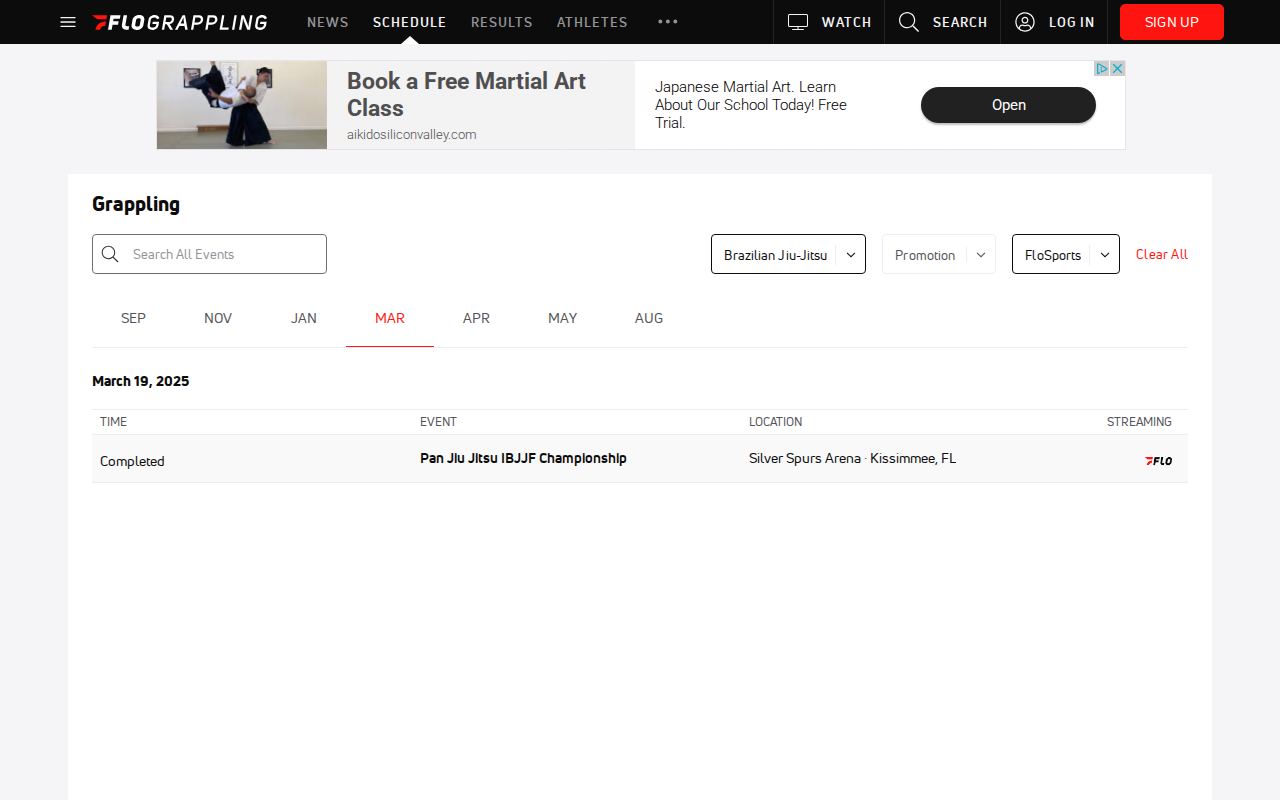 FLOGRAPPLING NEWS SCHEDULE RESULTS ATHLETES WATCH SEARCH LOG IN SIGN UP
Book a Free Martial Art
Class
aikidosiliconvalley.com
Japanese Martial Art. Learn
About Our School Today! Free
Trial.
Open
Grappling
Search All Events
Brazilian Jiu-Jitsu Promotion FloSports Clear All
SEP NOV JAN MAR APR MAY AUG
March 19, 2025
TIME EVENT LOCATION STREAMING
Completed Pan Jiu Jitsu IBJJF Championship Silver Spurs Arena · Kissimmee, FL FLO